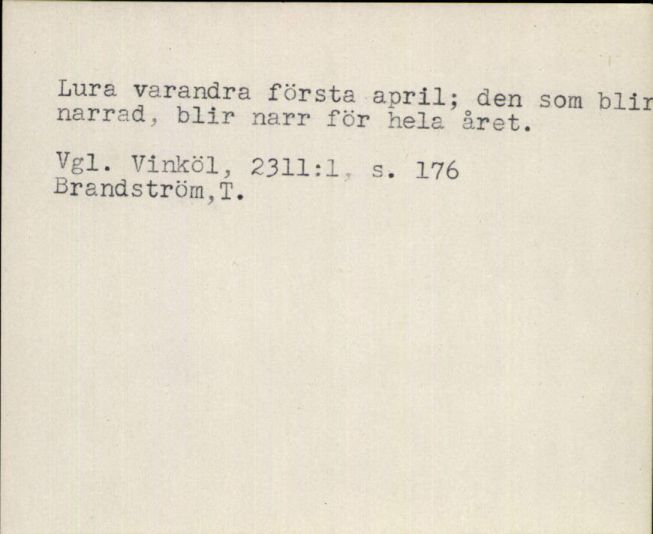 Lura varandra första april; den som blir
narrad, blir narr för hela året.
Vgl. Vinköl, 2311:1, s. 176
Brandström,T.